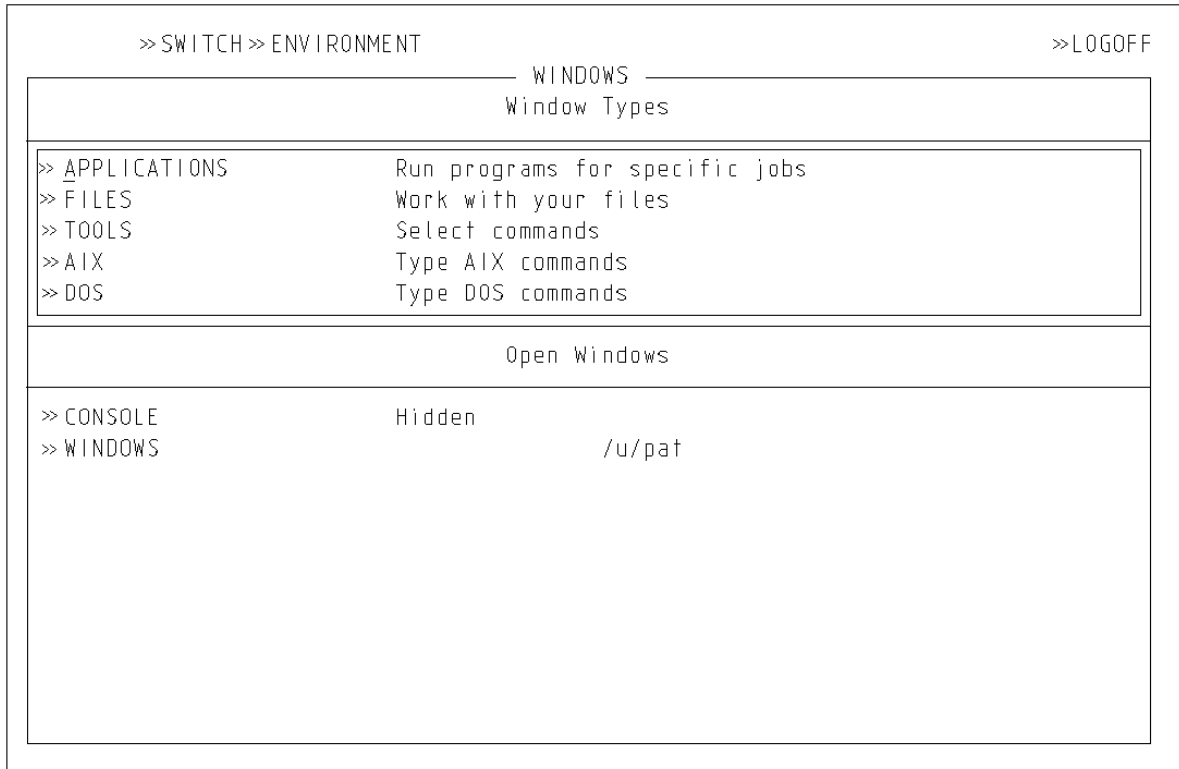 »SWITCH»ENVIRONMENT »LOGOFF
WINDOWS
Window Types
» APPLICATIONS Run programs for specific jobs
» FILES Work with your files
» TOOLS Select commands
» AIX Type AIX commands
» DOS Type DOS commands
Open Windows
» CONSOLE Hidden
» WINDOWS /u/pat